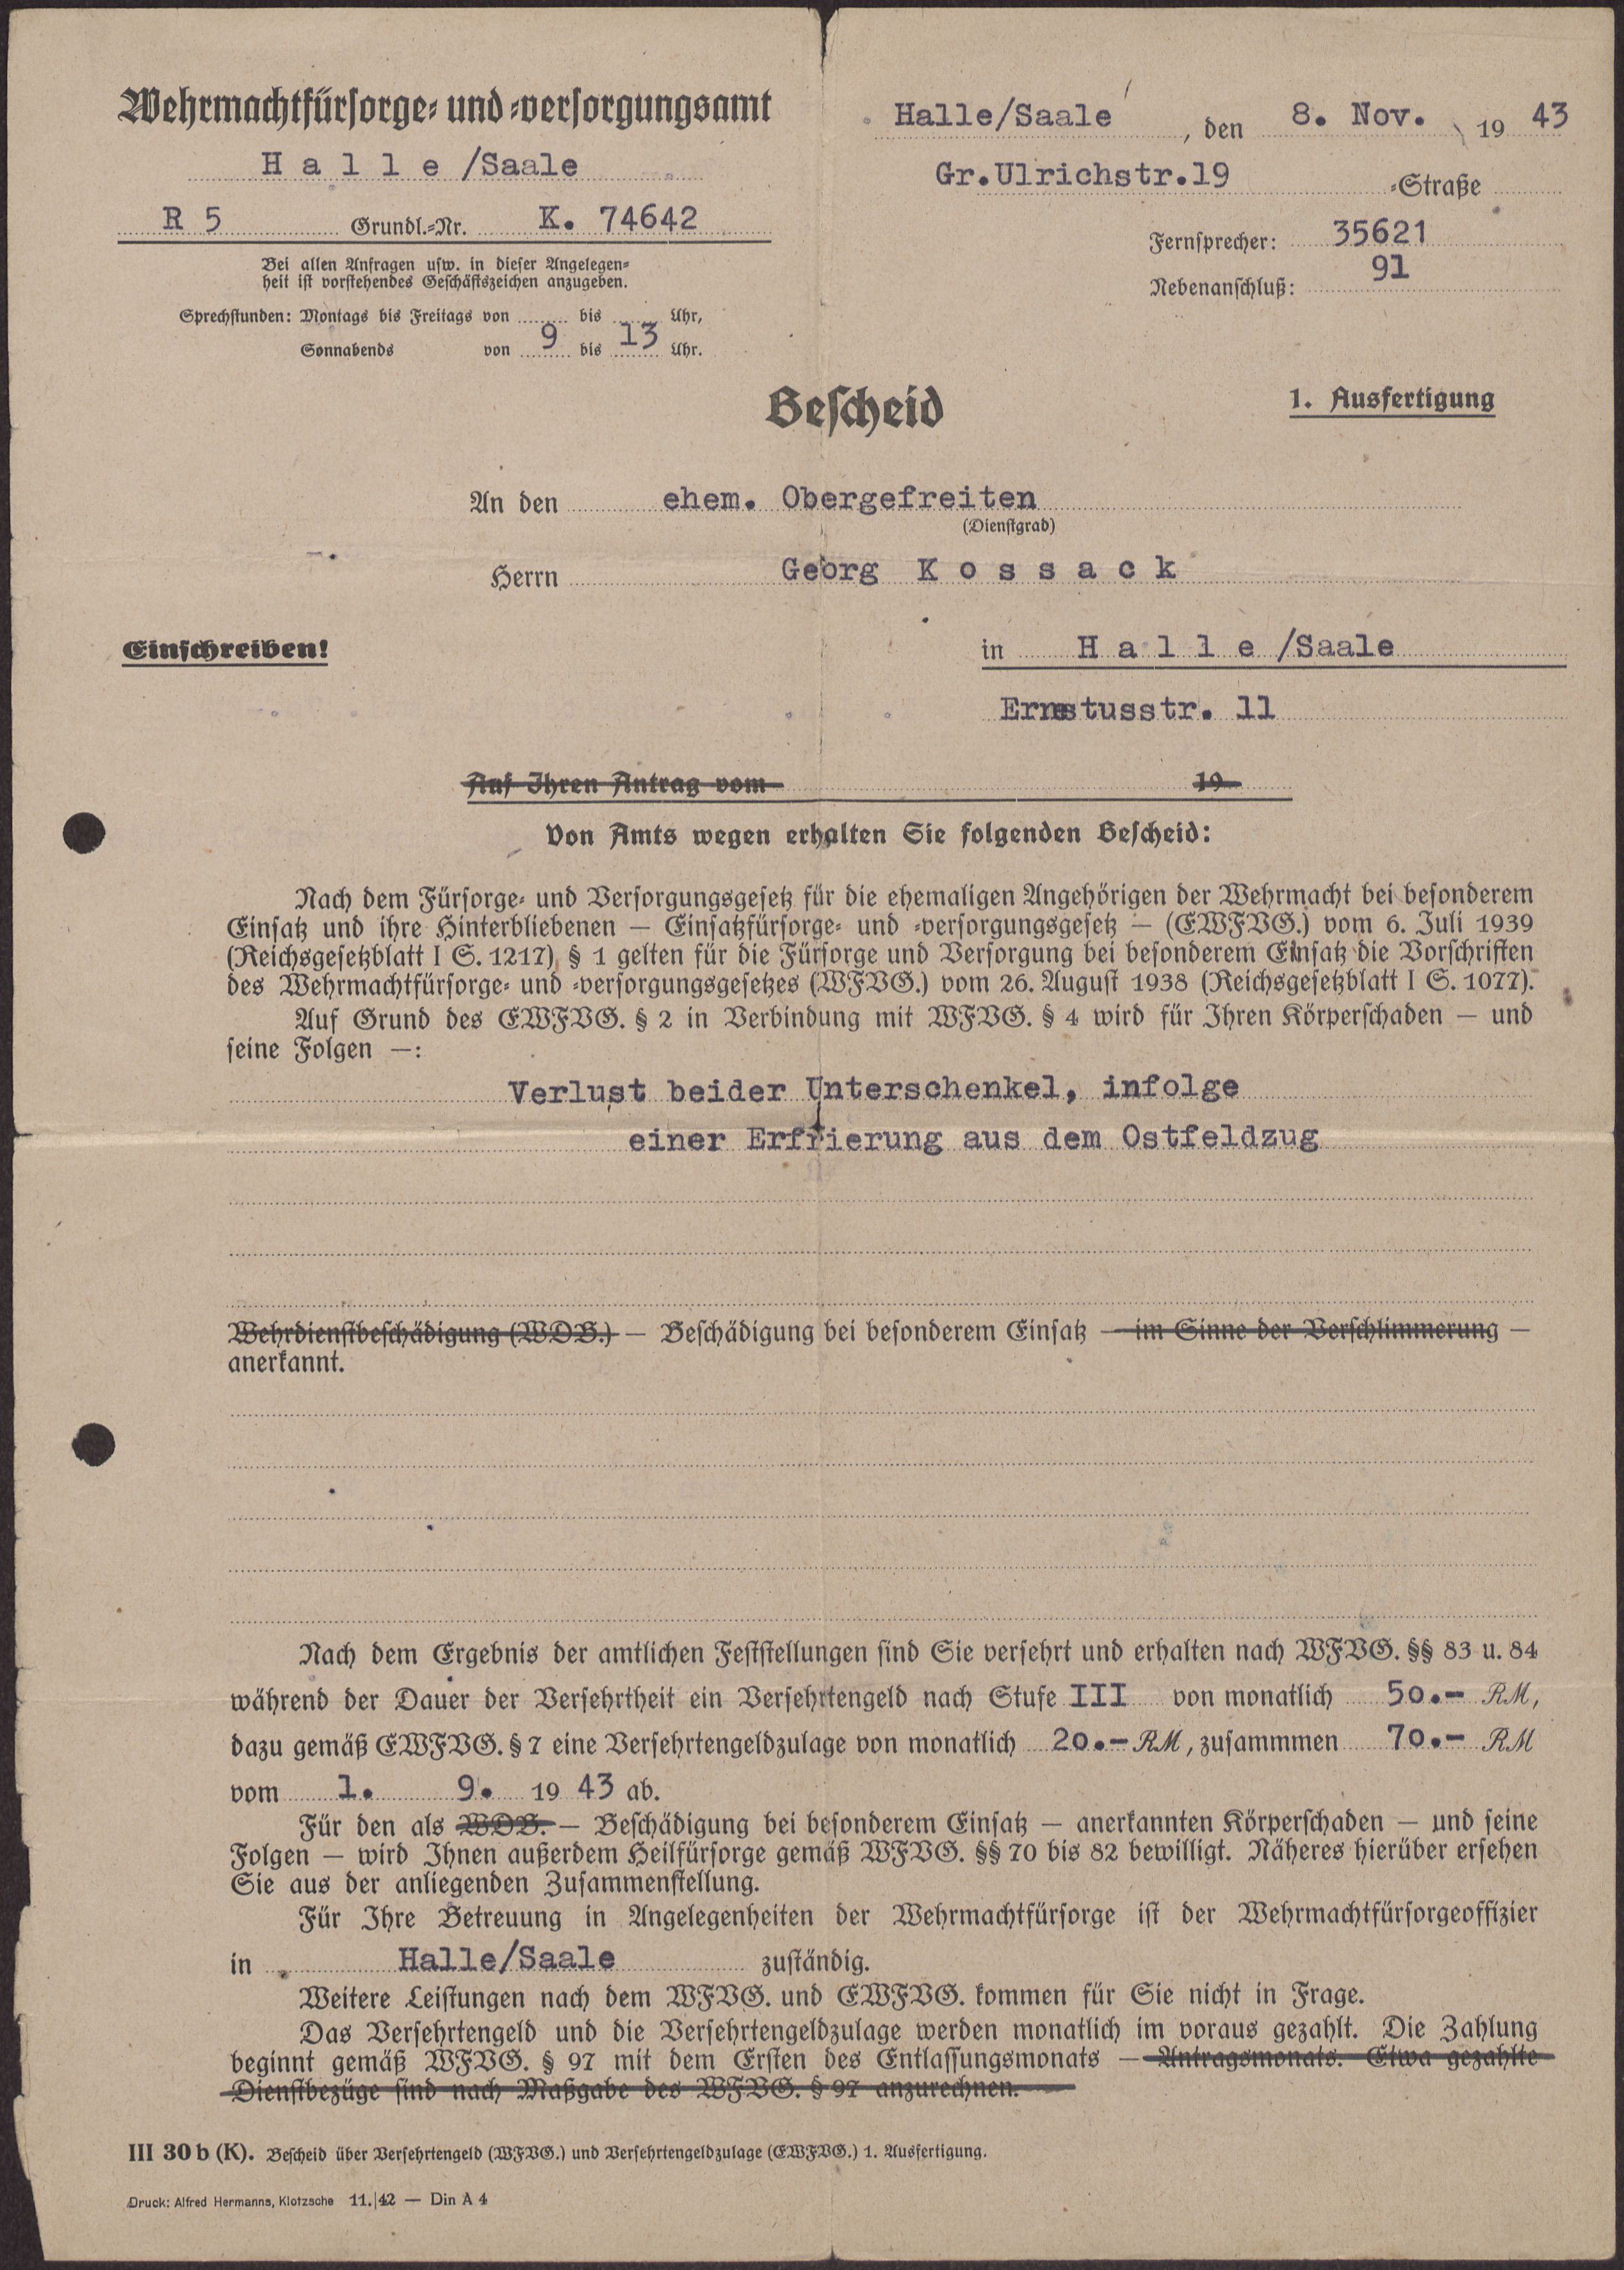 Wehrmachtfürsorge- und -versorgungsamt
Halle/Saale, den 8. Nov. 1943
H a l l e /Saale
Gr.Ulrichstr.19 -Straße
R 5 Grundl.-Nr. K. 74642
Fernsprecher: 35621
Bei allen Anfragen usw. in dieser Angelegen-
heit ist vorstehendes Geschäftszeichen anzugeben.
Nebenanschluß: 91
Sprechstunden: Montags bis Freitags von bis Uhr,
Sonnabends von 9 bis 13 Uhr.
Bescheid
1. Ausfertigung
An den ehem. Obergefreiten
(Dienstgrad)
Herrn Georg K o s s a c k
Einschreiben!
in H a l l e /Saale
Ernestusstr. 11
Auf Ihren Antrag vom 19
Von Amts wegen erhalten Sie folgenden Bescheid:
Nach dem Fürsorge- und Versorgungsgesetz für die ehemaligen Angehörigen der Wehrmacht bei besonderem
Einsatz und ihre Hinterbliebenen — Einsatzfürsorge- und -versorgungsgesetz — (EWFVG.) vom 6. Juli 1939
(Reichsgesetzblatt I S. 1217) § 1 gelten für die Fürsorge und Versorgung bei besonderem Einsatz die Vorschriften
des Wehrmachtfürsorge- und -versorgungsgesetzes (WFVG.) vom 26. August 1938 (Reichsgesetzblatt I S. 1077).
Auf Grund des EWFVG. § 2 in Verbindung mit WFVG. § 4 wird für Ihren Körperschaden — und
seine Folgen —:
Verlust beider Unterschenkel, infolge
einer Erfrierung aus dem Ostfeldzug
Wehrdienstbeschädigung (WDB.) — Beschädigung bei besonderem Einsatz — im Sinne der Verschlimmerung —
anerkannt.
Nach dem Ergebnis der amtlichen Feststellungen sind Sie versehrt und erhalten nach WFVG. §§ 83 u. 84
während der Dauer der Versehrtheit ein Versehrtengeld nach Stufe III von monatlich 50.- RM,
dazu gemäß EWFVG. § 7 eine Versehrtengeldzulage von monatlich 20.- RM, zusammmen 70.- RM
vom 1. 9. 1943 ab.
Für den als WDB. — Beschädigung bei besonderem Einsatz — anerkannten Körperschaden — und seine
Folgen — wird Ihnen außerdem Heilfürsorge gemäß WFVG. §§ 70 bis 82 bewilligt. Näheres hierüber ersehen
Sie aus der anliegenden Zusammenstellung.
Für Ihre Betreuung in Angelegenheiten der Wehrmachtfürsorge ist der Wehrmachtfürsorgeoffizier
in Halle/Saale zuständig.
Weitere Leistungen nach dem WFVG. und EWFVG. kommen für Sie nicht in Frage.
Das Versehrtengeld und die Versehrtengeldzulage werden monatlich im voraus gezahlt. Die Zahlung
beginnt gemäß WFVG. § 97 mit dem Ersten des Entlassungsmonats — Antragsmonats. Etwa gezahlte
Dienstbezüge sind nach Maßgabe des WFVG. § 97 anzurechnen.
III 30 b (K). Bescheid über Versehrtengeld (WFVG.) und Versehrtengeldzulage (EWFVG.) 1. Ausfertigung.
Druck: Alfred Hermanns, Klotzsche 11./42 — Din A 4